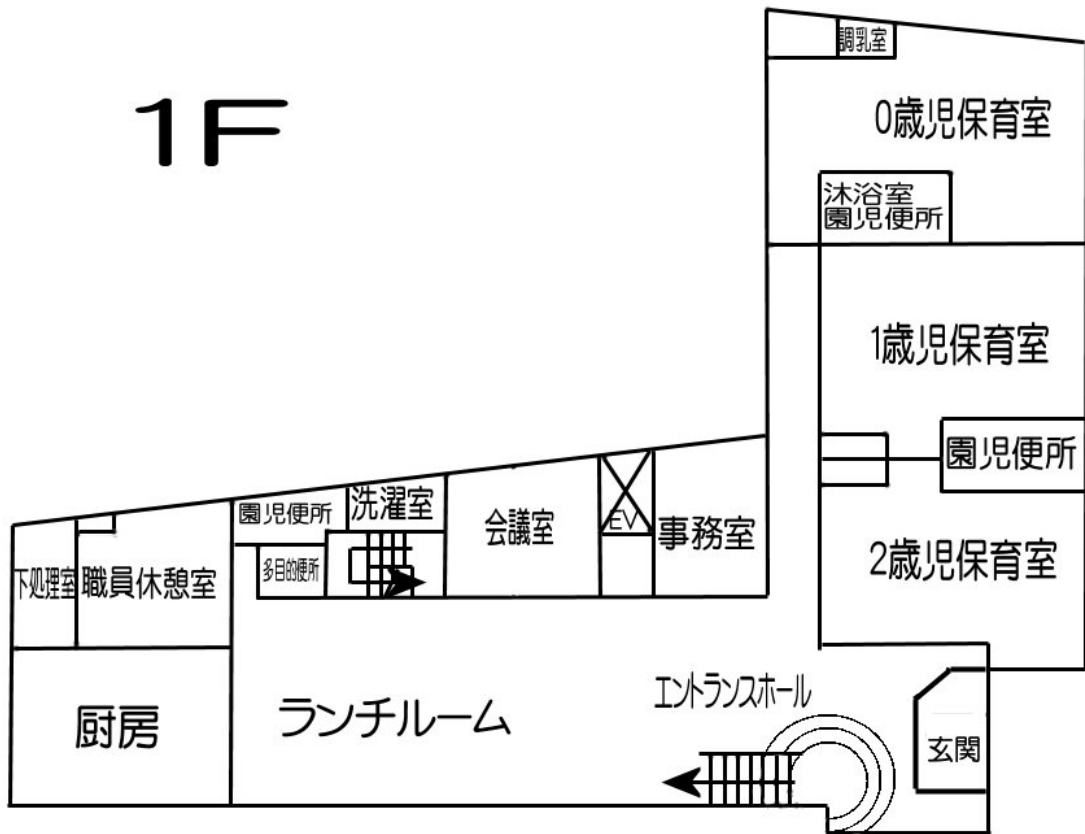 1F
調乳室
0歳児保育室
沐浴室
園児便所
1歳児保育室
園児便所
2歳児保育室
園児便所
洗濯室
会議室
EV
事務室
多目的便所
下処理室
職員休憩室
厨房
ランチルーム
エントランスホール
玄関